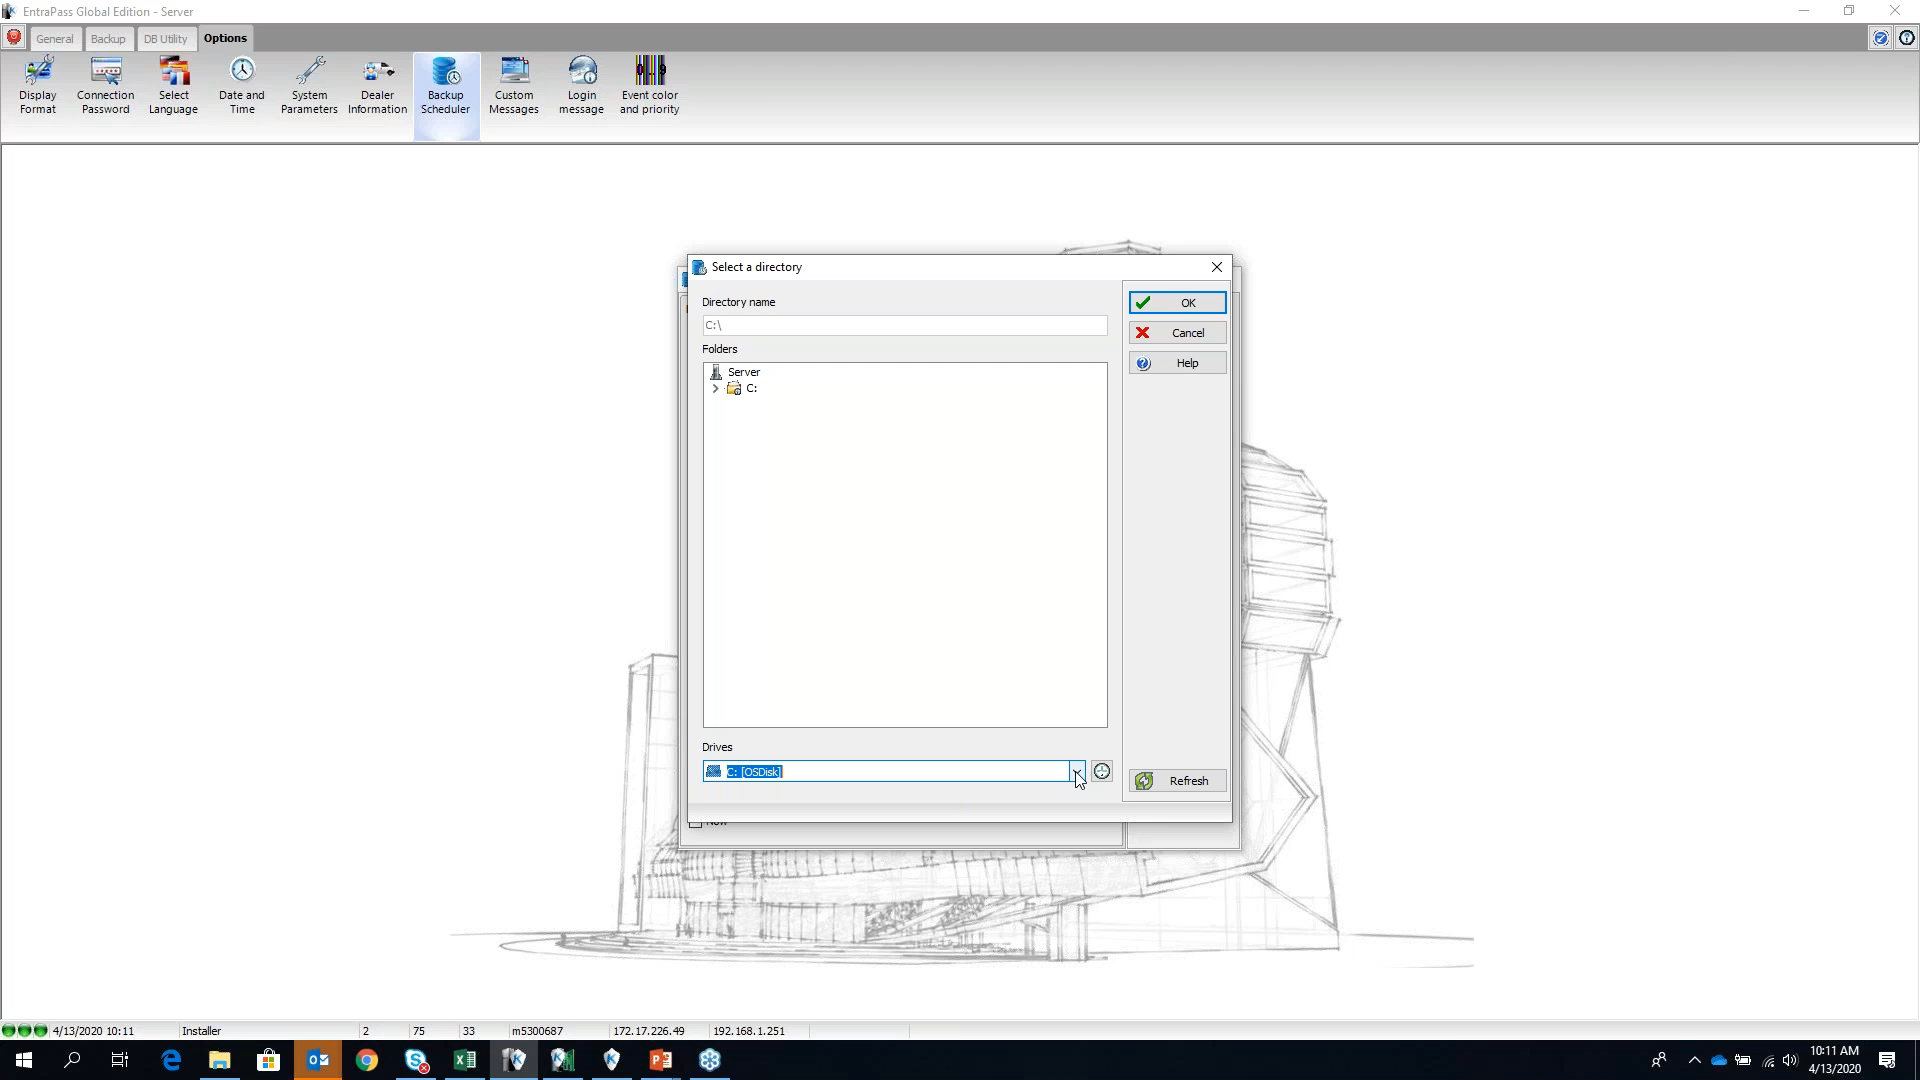 EntraPass Global Edition - Server
General
Backup
DB Utility
Options
Display
Format
Connection
Password
Select
Language
Date and
Time
System
Parameters
Dealer
Information
Backup
Scheduler
Custom
Messages
Login
message
Event color
and priority
Select a directory
Directory name
C:\
OK
Cancel
Folders
Help
Server
C:
Drives
C: [OSDisk]
Refresh
4/13/2020 10:11
Installer
2
75
33
m5300687
172.17.226.49
192.168.1.251
10:11 AM
4/13/2020